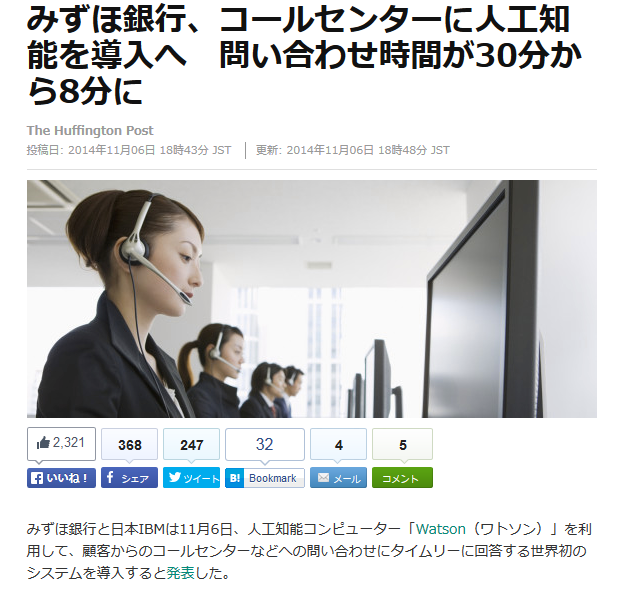 みずほ銀行、コールセンターに人工知
能を導入へ　問い合わせ時間が30分か
ら8分に
The Huffington Post
投稿日: 2014年11月06日 18時43分 JST 更新: 2014年11月06日 18時48分 JST
2,321 368 247 32 4 5
いいね！ シェア ツイート B! Bookmark メール コメント
みずほ銀行と日本IBMは11月6日、人工知能コンピューター「Watson（ワトソン）」を利
用して、顧客からのコールセンターなどへの問い合わせにタイムリーに回答する世界初の
システムを導入すると発表した。